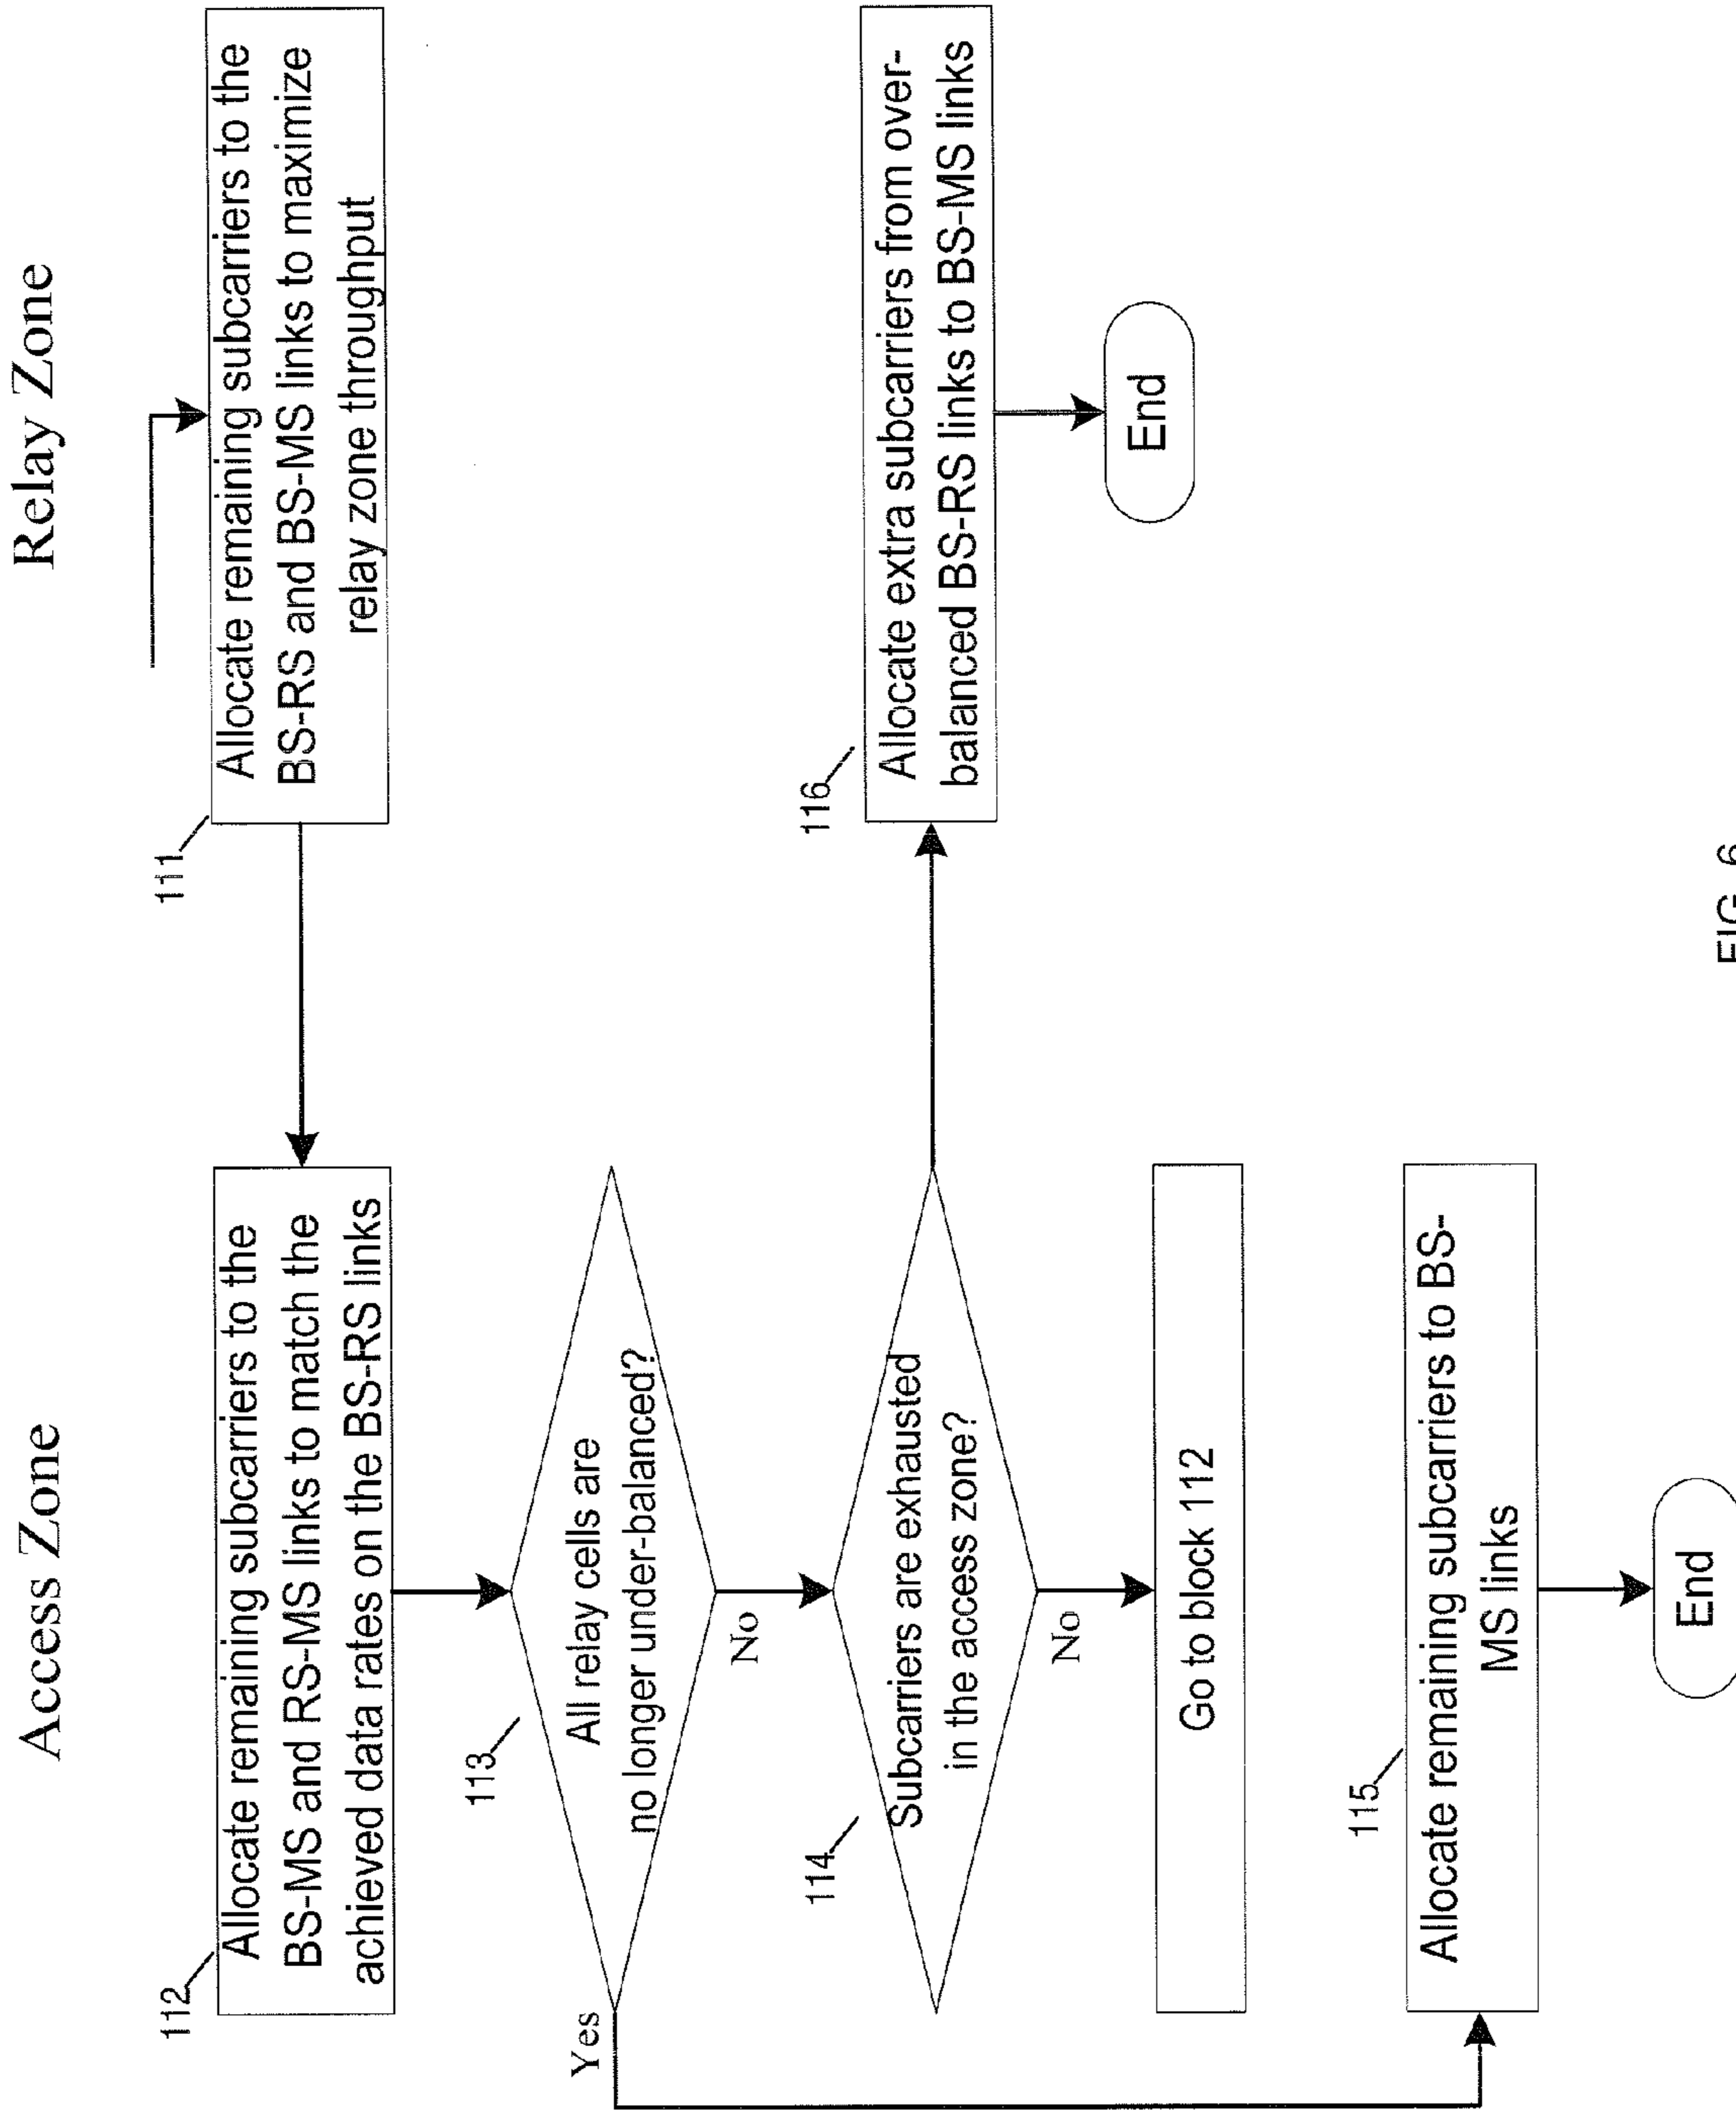 Access Zone
Relay Zone
111
Allocate remaining subcarriers to the
BS-RS and BS-MS links to maximize
relay zone throughput
112
Allocate remaining subcarriers to the
BS-MS and RS-MS links to match the
achieved data rates on the BS-RS links
113
All relay cells are
no longer under-balanced?
Yes
No
114
Subcarriers are exhausted
in the access zone?
No
116
Allocate extra subcarriers from over-
balanced BS-RS links to BS-MS links
End
Go to block 112
115
Allocate remaining subcarriers to BS-
MS links
End
FIG. 6